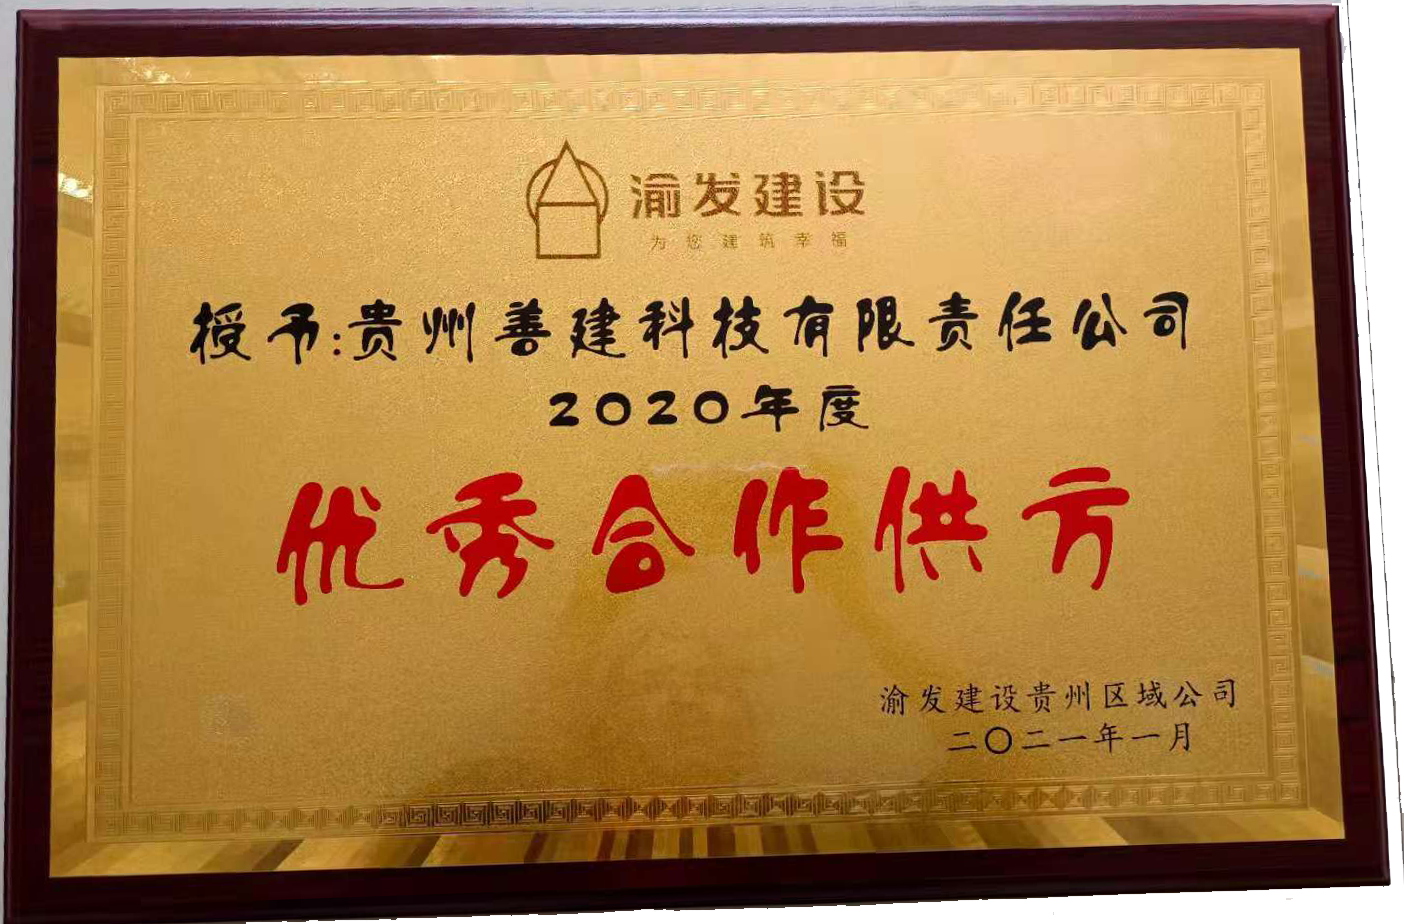 渝发建设
为您建筑幸福
授予:贵州善建科技有限责任公司
2020年度
优秀合作供方
渝发建设贵州区域公司
二〇二一年一月